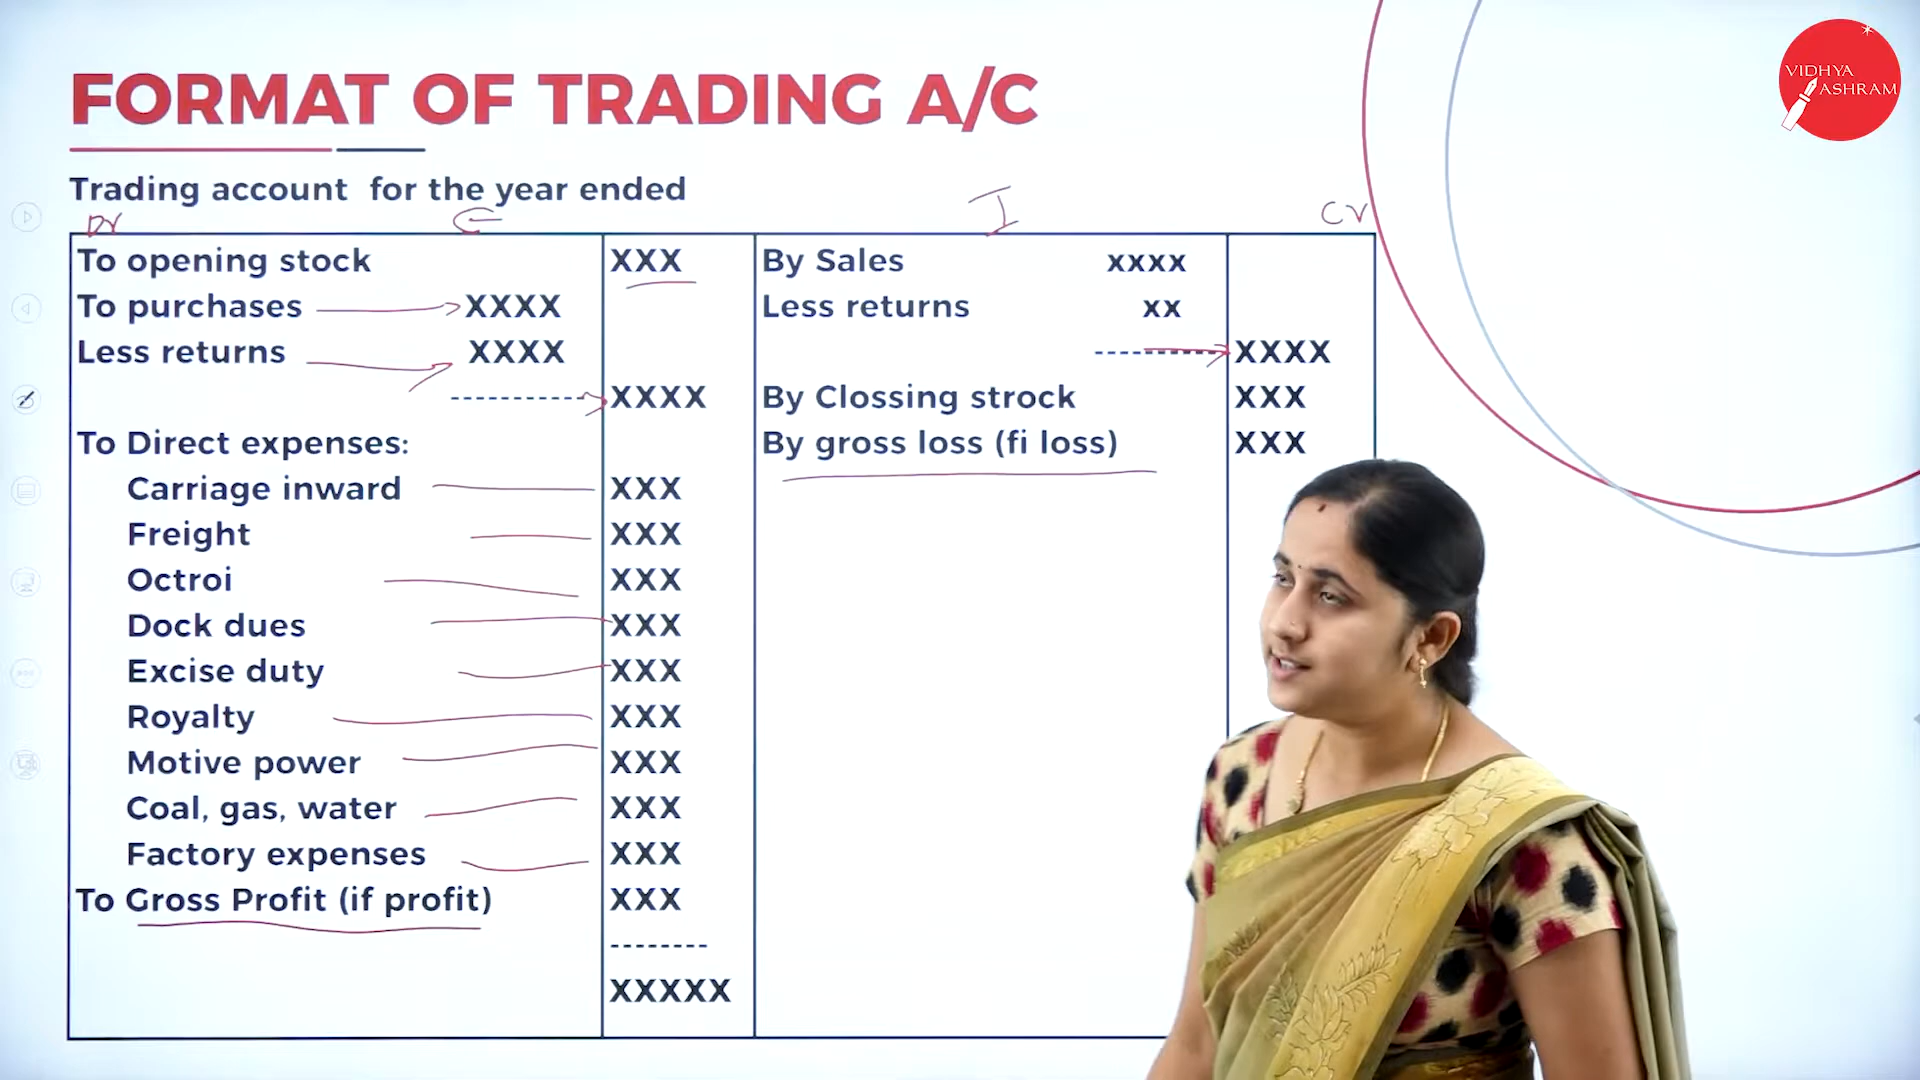 FORMAT OF TRADING A/C
VIDHYA
ASHRAM
Trading account for the year ended
Dr E I Cr
To opening stock XXX By Sales xxxx
To purchases XXXX Less returns xx
Less returns XXXX -------- XXXX
-------- XXXX By Clossing strock XXX
To Direct expenses: By gross loss (fi loss) XXX
Carriage inward XXX
Freight XXX
Octroi XXX
Dock dues XXX
Excise duty XXX
Royalty XXX
Motive power XXX
Coal, gas, water XXX
Factory expenses XXX
To Gross Profit (if profit) XXX
--------
XXXXX